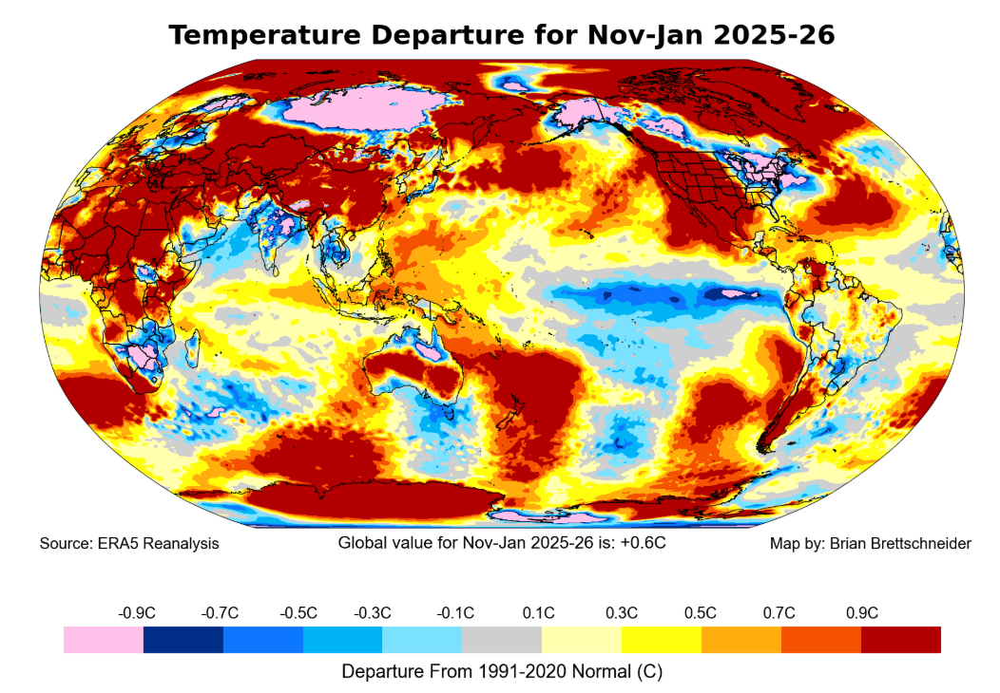 Temperature Departure for Nov-Jan 2025-26
Source: ERA5 Reanalysis
Global value for Nov-Jan 2025-26 is: +0.6C
Map by: Brian Brettschneider
-0.9C -0.7C -0.5C -0.3C -0.1C 0.1C 0.3C 0.5C 0.7C 0.9C
Departure From 1991-2020 Normal (C)